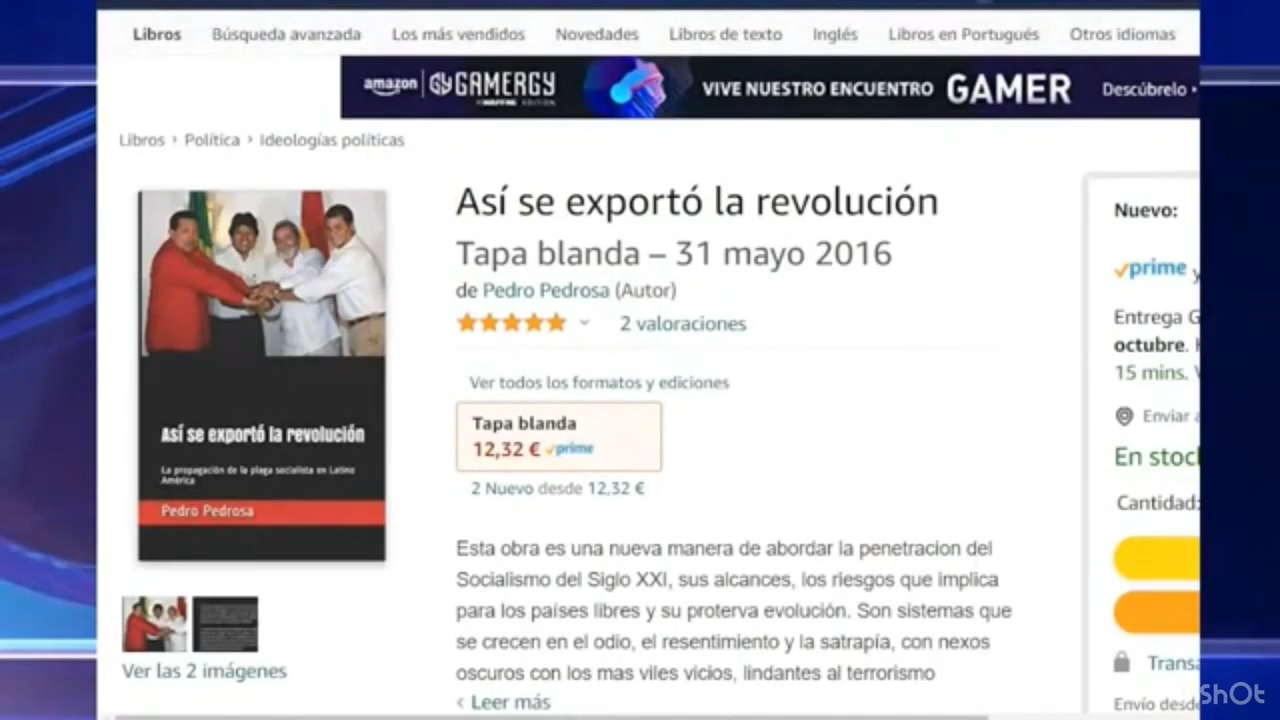 Libros Búsqueda avanzada Los más vendidos Novedades Libros de texto Inglés Libros en Portugués Otros idiomas
amazon GAMERGY EDITION VIVE NUESTRO ENCUENTRO GAMER Descúbrelo
Libros › Política › Ideologías políticas
Así se exportó la revolución
Tapa blanda – 31 mayo 2016
de Pedro Pedrosa (Autor)
2 valoraciones
Ver todos los formatos y ediciones
Tapa blanda
12,32 € prime
2 Nuevo desde 12,32 €
Esta obra es una nueva manera de abordar la penetracion del
Socialismo del Siglo XXI, sus alcances, los riesgos que implica
para los países libres y su proterva evolución. Son sistemas que
se crecen en el odio, el resentimiento y la satrapía, con nexos
oscuros con los mas viles vicios, lindantes al terrorismo
‹ Leer más
Así se exportó la revolución
La propagación de la plaga socialista en Latino
América
Pedro Pedrosa
Ver las 2 imágenes
Nuevo:
prime y
Entrega G
octubre. H
15 mins. V
Enviar a
En stock
Cantidad:
Transa
Envío desde
shOt